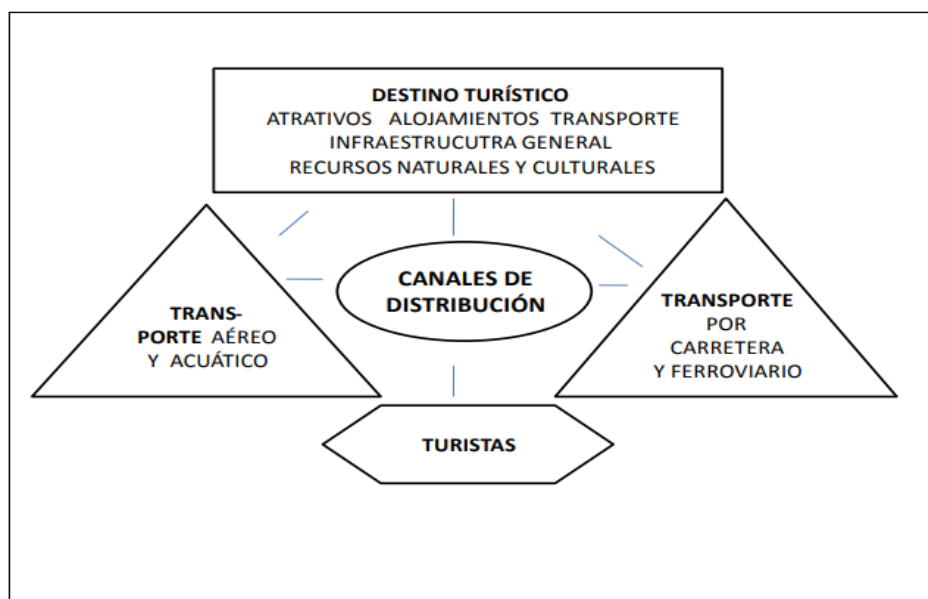 DESTINO TURÍSTICO
ATRATIVOS ALOJAMIENTOS TRANSPORTE
INFRAESTRUCUTRA GENERAL
RECURSOS NATURALES Y CULTURALES
CANALES DE
DISTRIBUCIÓN
TRANS-
PORTE AÉREO
Y ACUÁTICO
TRANSPORTE
POR
CARRETERA
Y FERROVIARIO
TURISTAS